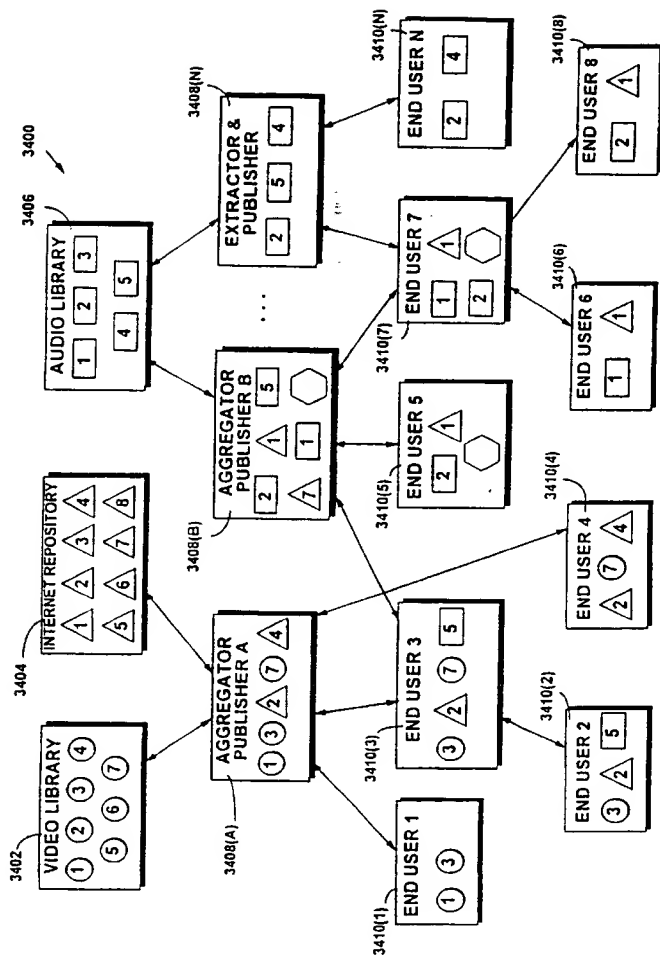 3400
3402
VIDEO LIBRARY
1 2 3 4
5 6 7
3404
INTERNET REPOSITORY
1 2 3 4
5 6 7 8
3406
AUDIO LIBRARY
1 2 3
4 5
3408(A)
AGGREGATOR
PUBLISHER A
1 3 2 7 4
3408(B)
AGGREGATOR
PUBLISHER B
2 1 5
7 1
...
3408(N)
EXTRACTOR &
PUBLISHER
2 5 4
3410(1)
END USER 1
1 3
3410(3)
END USER 3
3 2 7 5
3410(5)
END USER 5
2 1
3410(7)
END USER 7
1 1
2
3410(N)
END USER N
2 4
3410(2)
END USER 2
3 2 5
3410(4)
END USER 4
2 7 4
3410(6)
END USER 6
1 1
3410(8)
END USER 8
2 1